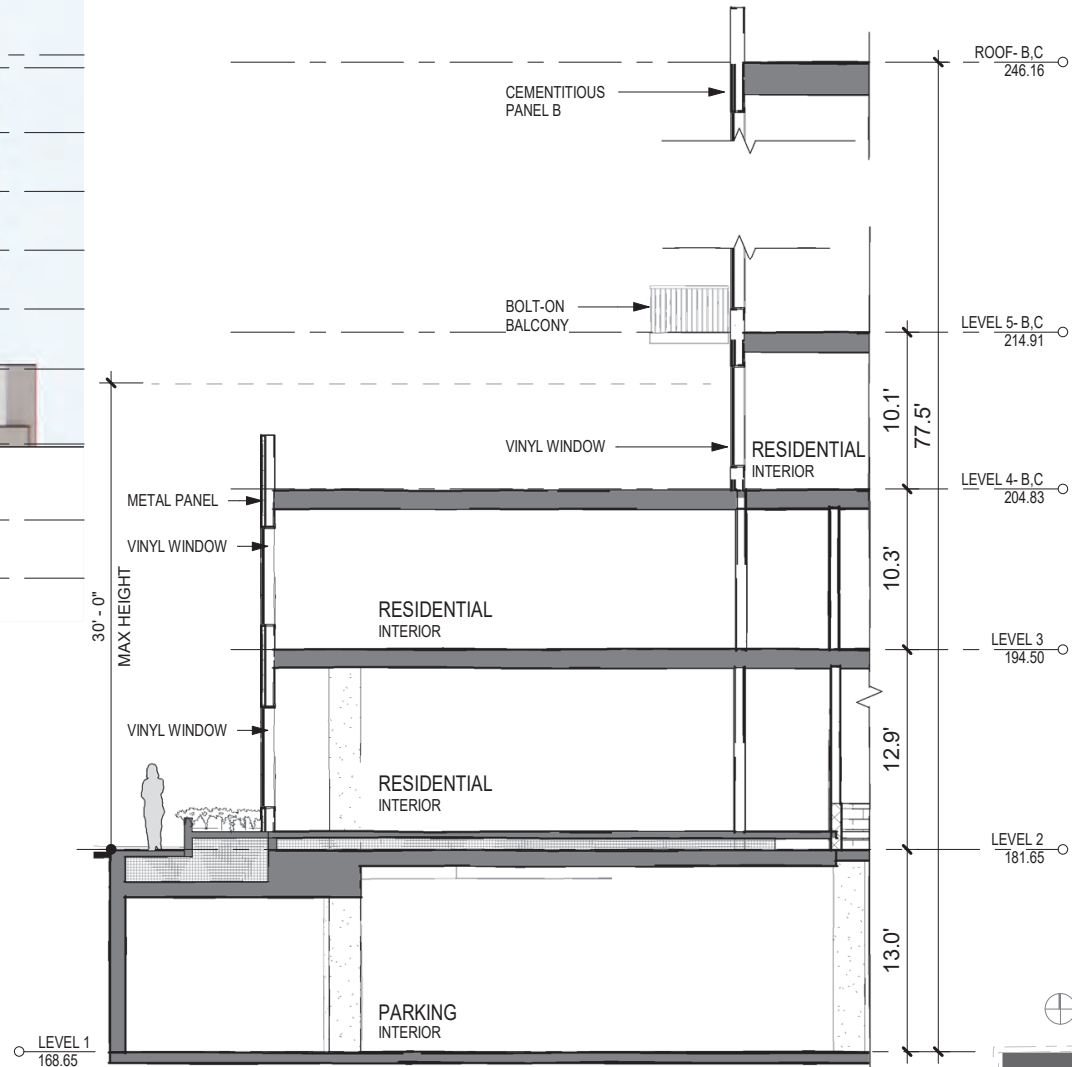 ROOF- B,C
246.16
CEMENTITIOUS
PANEL B
BOLT-ON
BALCONY
LEVEL 5- B,C
214.91
10.1'
77.5'
VINYL WINDOW
RESIDENTIAL
INTERIOR
LEVEL 4- B,C
204.83
METAL PANEL
VINYL WINDOW
10.3'
30' - 0"
MAX HEIGHT
RESIDENTIAL
INTERIOR
LEVEL 3
194.50
VINYL WINDOW
12.9'
RESIDENTIAL
INTERIOR
LEVEL 2
181.65
13.0'
PARKING
INTERIOR
LEVEL 1
168.65